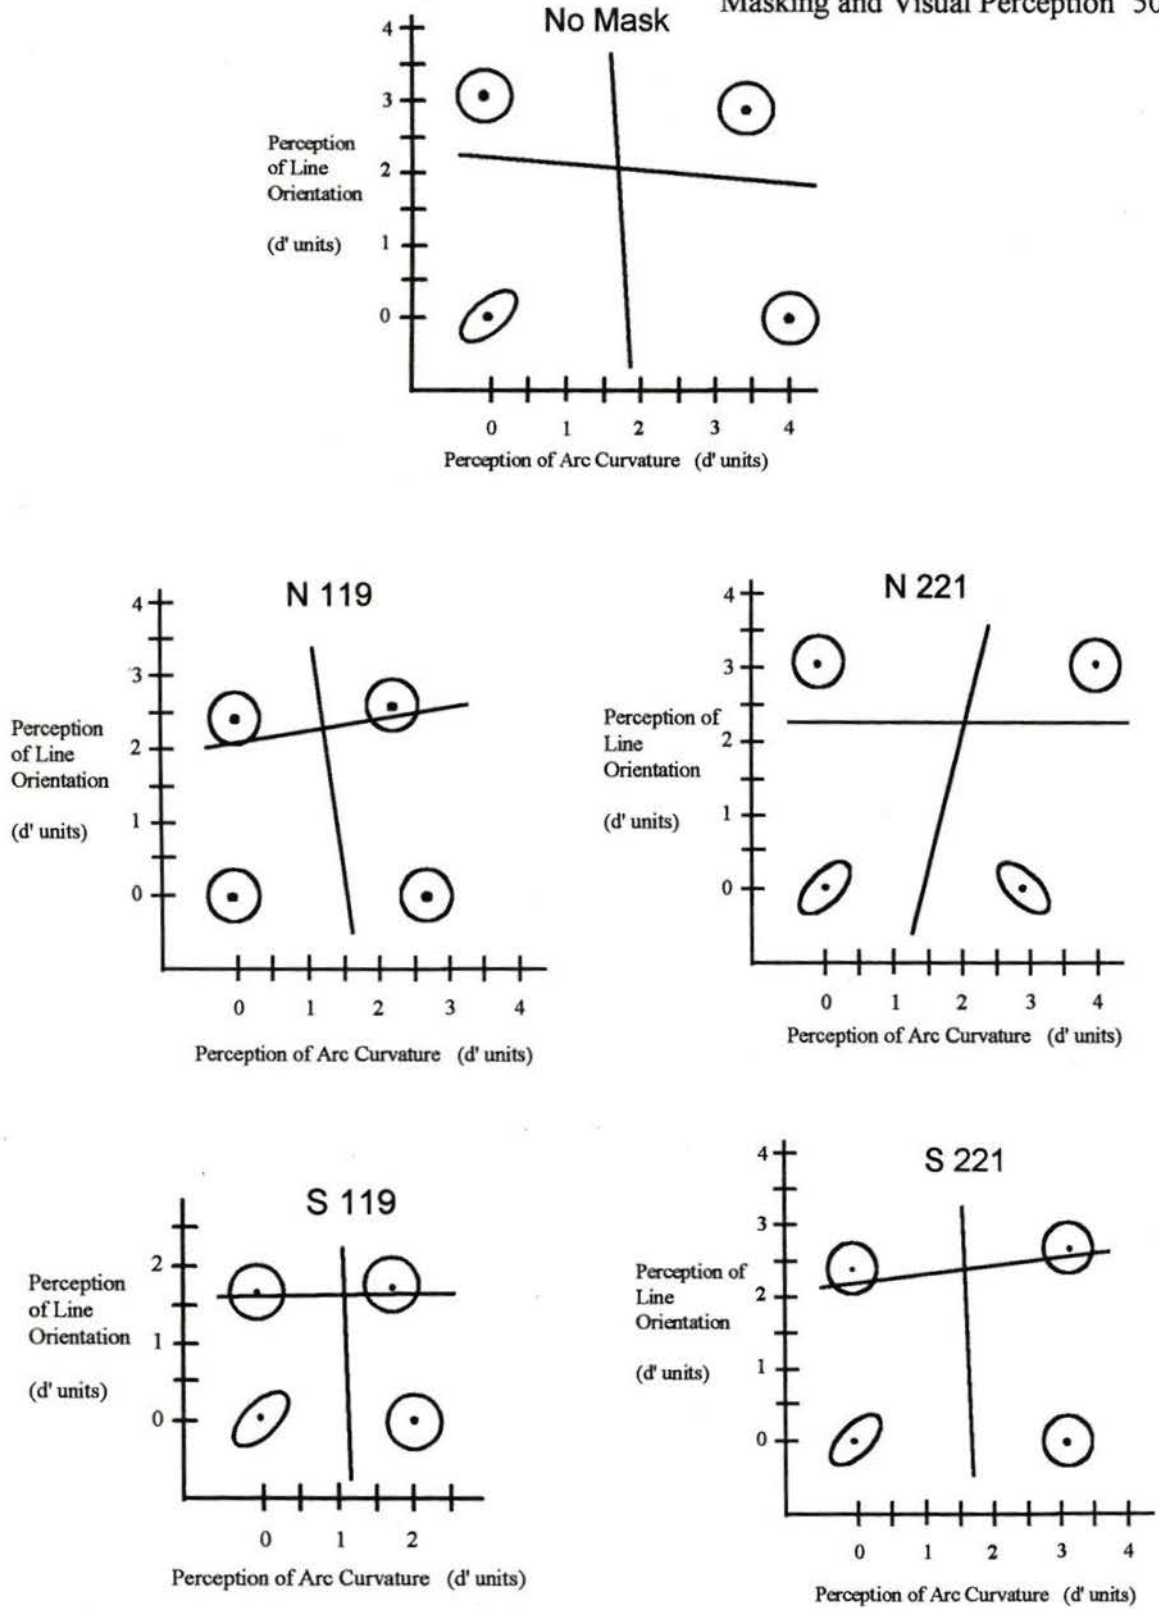 Masking and Visual Perception 50
No Mask
4
3
Perception
of Line
Orientation
2
(d' units)
1
0
0 1 2 3 4
Perception of Arc Curvature (d' units)
N 119
4
3
Perception
of Line
Orientation
2
(d' units)
1
0
0 1 2 3 4
Perception of Arc Curvature (d' units)
N 221
4
3
Perception of
Line
Orientation
2
(d' units)
1
0
0 1 2 3 4
Perception of Arc Curvature (d' units)
S 119
2
Perception
of Line
Orientation
1
(d' units)
0
0 1 2
Perception of Arc Curvature (d' units)
S 221
4
3
Perception of
Line
Orientation
2
(d' units)
1
0
0 1 2 3 4
Perception of Arc Curvature (d' units)